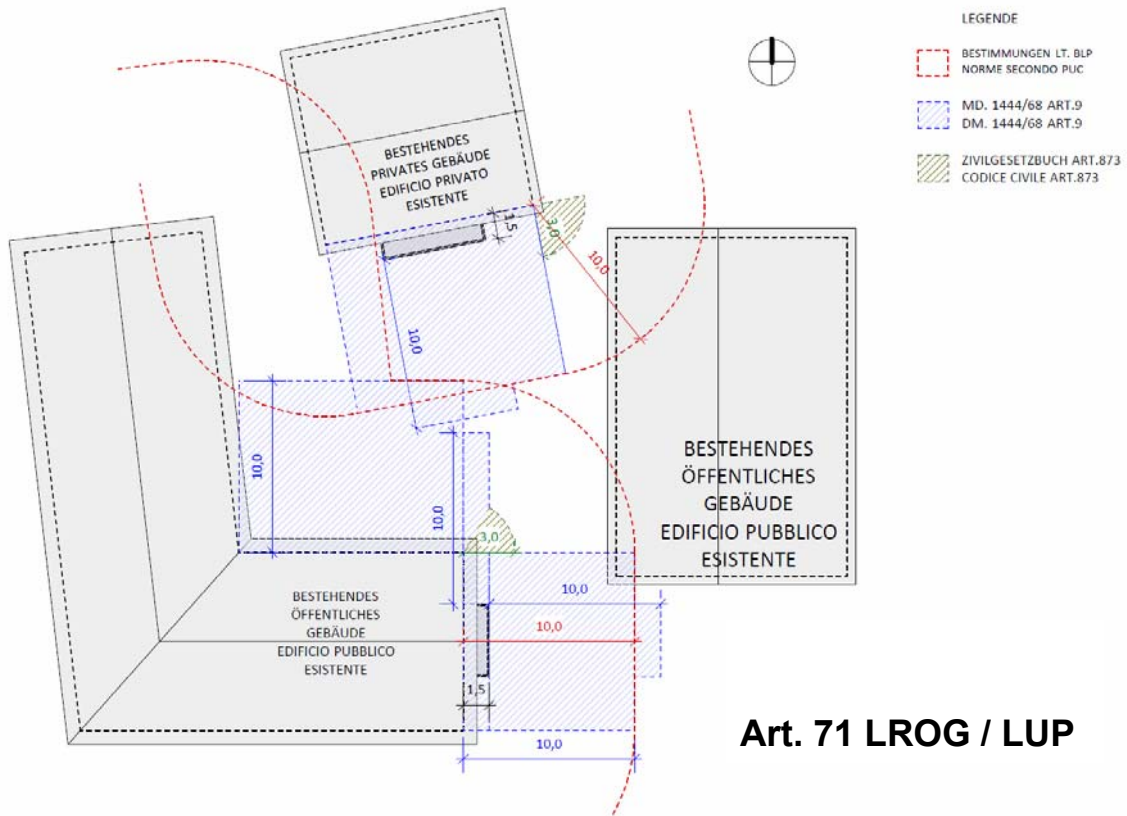 LEGENDE
BESTIMMUNGEN LT. BLP
NORME SECONDO PUC
MD. 1444/68 ART.9
DM. 1444/68 ART.9
ZIVILGESETZBUCH ART.873
CODICE CIVILE ART.873
BESTEHENDES
PRIVATES GEBÄUDE
EDIFICIO PRIVATO
ESISTENTE
1,5
3,0
10,0
10,0
10,0
10,0
3,0
BESTEHENDES
ÖFFENTLICHES
GEBÄUDE
EDIFICIO PUBBLICO
ESISTENTE
BESTEHENDES
ÖFFENTLICHES
GEBÄUDE
EDIFICIO PUBBLICO
ESISTENTE
10,0
10,0
1,5
10,0
Art. 71 LROG / LUP